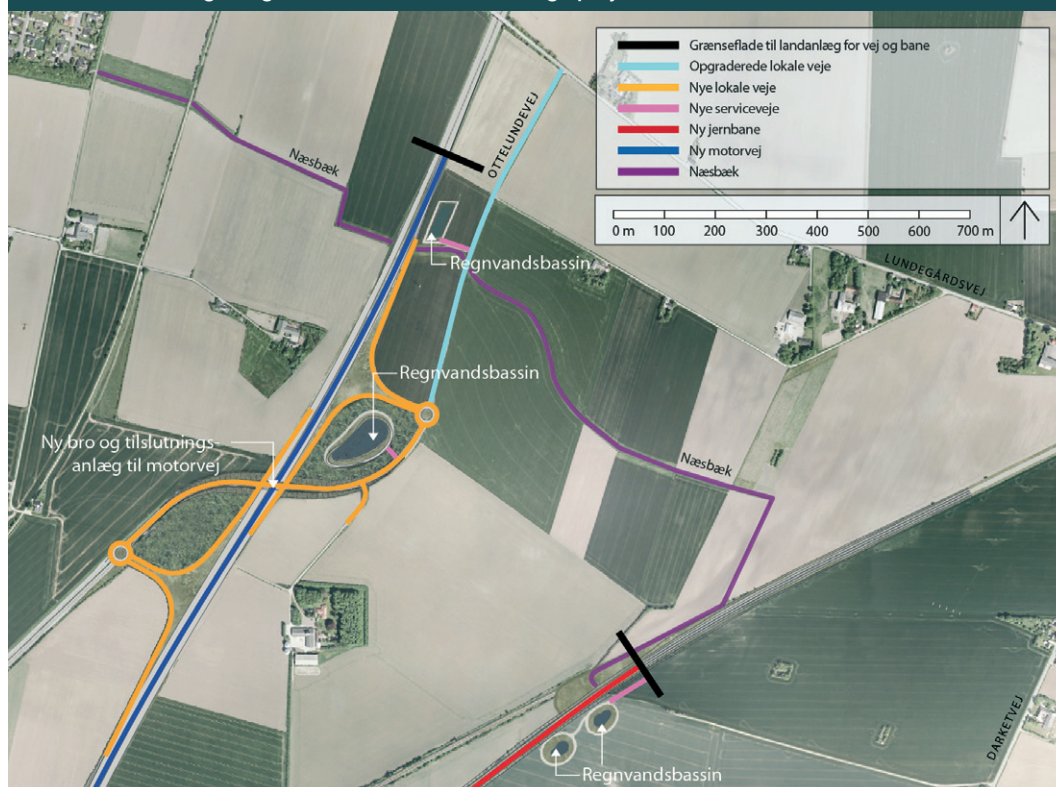 Grænseflade til landanlæg for vej og bane
Opgraderede lokale veje
Nye lokale veje
Nye serviceveje
Ny jernbane
Ny motorvej
Næsbæk
0 m 100 200 300 400 500 600 700 m
OTTELUNDEVEJ
Næsbæk
Regnvandsbassin
LUNDEGÅRDSVEJ
Regnvandsbassin
Ny bro og tilslutnings-
anlæg til motorvej
Næsbæk
DARKETVEJ
Regnvandsbassin